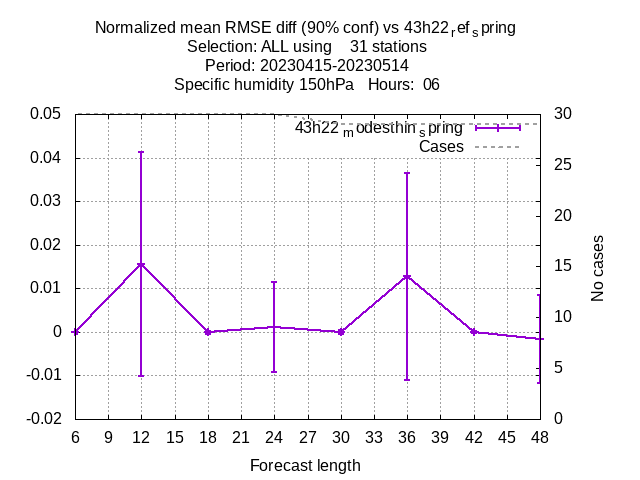 Normalized mean RMSE diff (90% conf) vs 43h22refspring
Selection: ALL using 31 stations
Period: 20230415-20230514
Specific humidity 150hPa Hours: 06
43h22modesthinspring
Cases
0.05
0.04
0.03
0.02
0.01
0
-0.01
-0.02
30
25
20
15
10
5
0
No cases
6 9 12 15 18 21 24 27 30 33 36 39 42 45 48
Forecast length